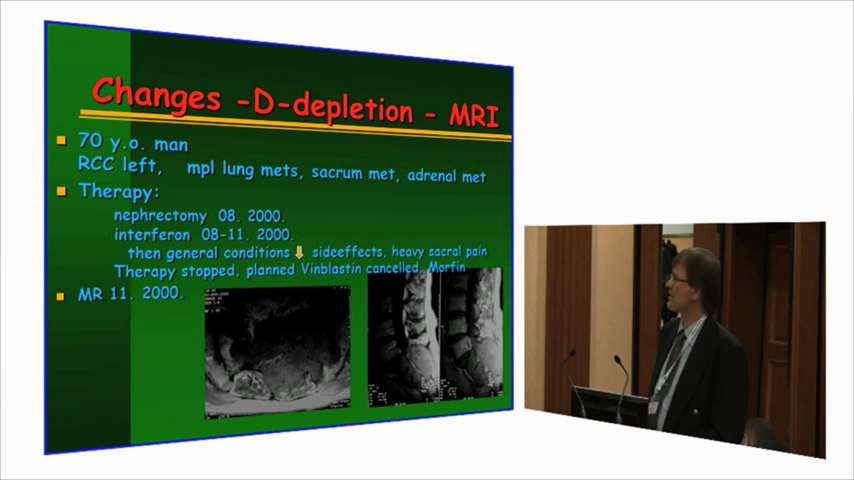 Changes -D-depletion - MRI
70 y.o. man
RCC left, mpl lung mets, sacrum met, adrenal met
Therapy:
nephrectomy 08. 2000.
interferon 08-11. 2000.
then general conditions ⬇ sideeffects, heavy sacral pain
Therapy stopped, planned Vinblastin cancelled, Morfin
MR 11. 2000.